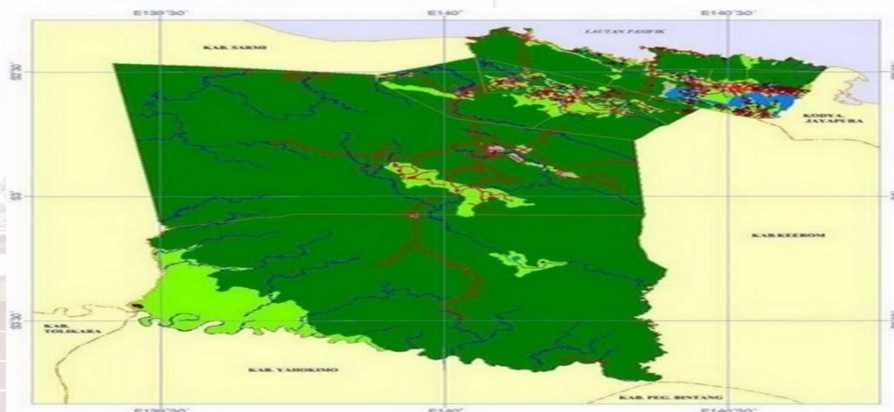 E139°30' E140° E140°30'
LAUTAN PASIFIK
KAB. SARMI
KODYA.
JAYAPURA
KAB.KEEROM
KAB.
TOLIKARA
KAB. YAHOKIMO
KAB. PEG. BINTANG
E139°30' E140° E140°30'